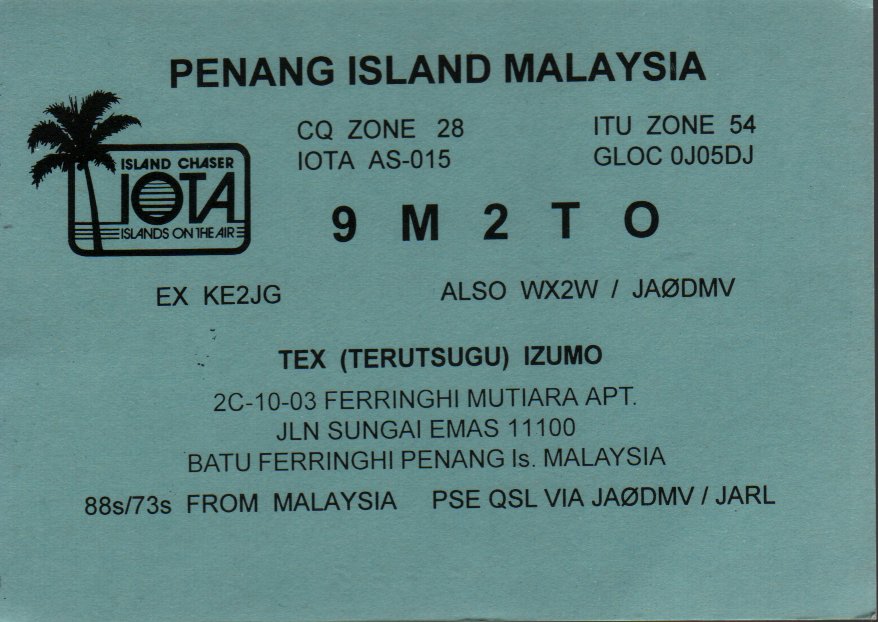 PENANG ISLAND MALAYSIA
CQ ZONE 28
ITU ZONE 54
IOTA AS-015
GLOC 0J05DJ
ISLAND CHASER
IOTA
ISLANDS ON THE AIR
9 M 2 T O
EX KE2JG
ALSO WX2W / JAØDMV
TEX (TERUTSUGU) IZUMO
2C-10-03 FERRINGHI MUTIARA APT.
JLN SUNGAI EMAS 11100
BATU FERRINGHI PENANG Is. MALAYSIA
88s/73s FROM MALAYSIA PSE QSL VIA JAØDMV / JARL